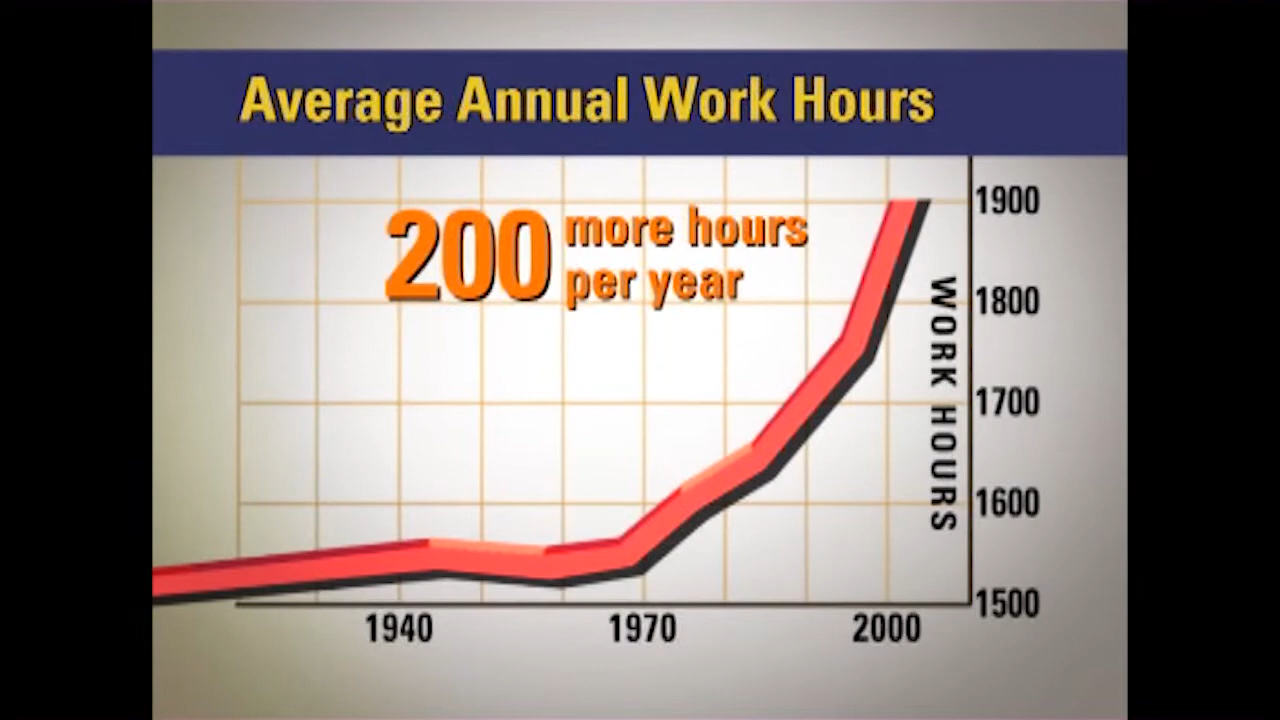 Average Annual Work Hours
200 more hours
per year
1900
1800
1700
1600
1500
WORK HOURS
1940 1970 2000